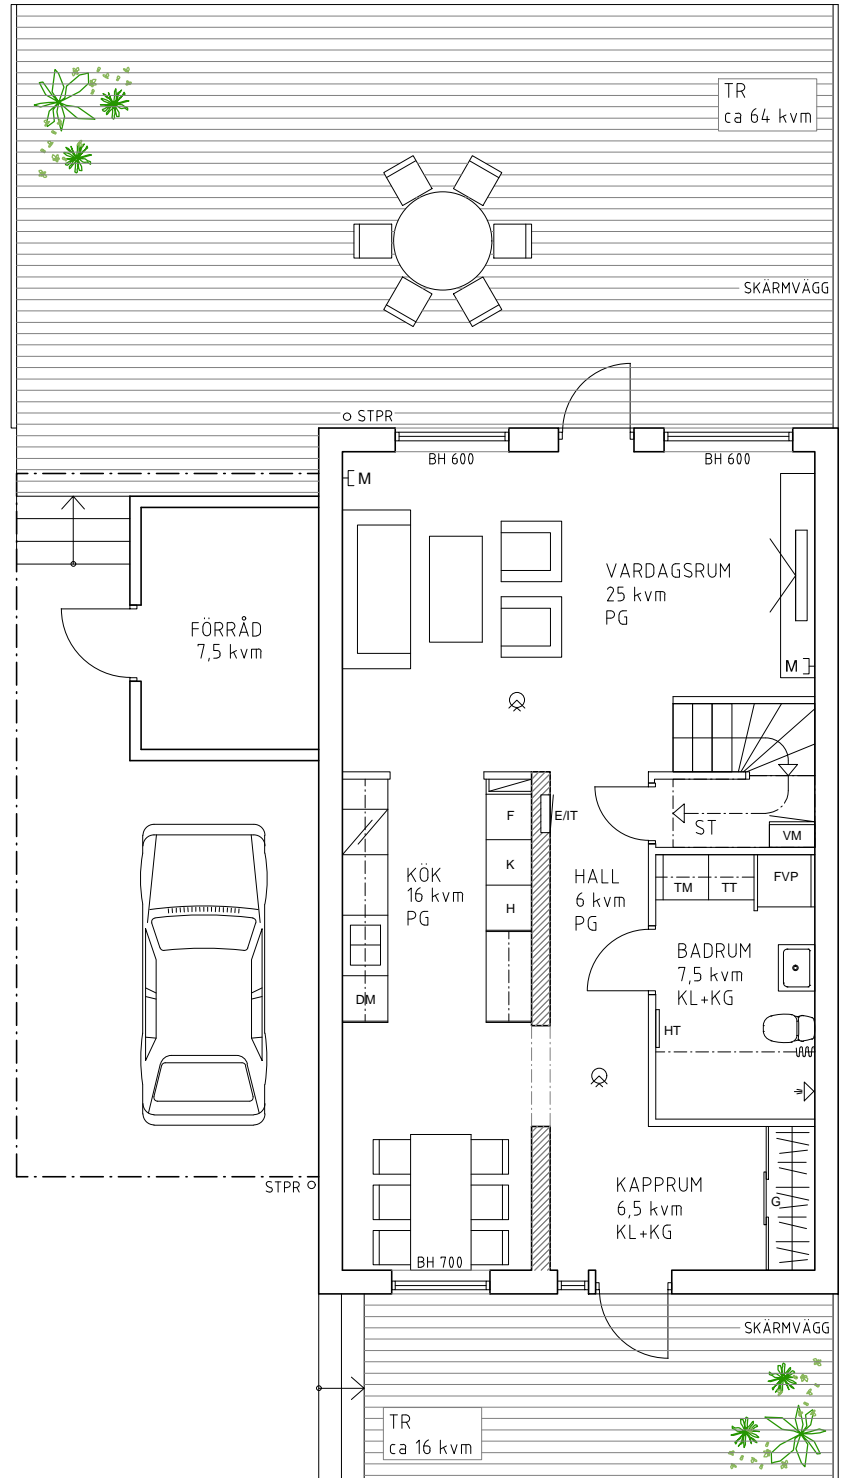 TR
ca 64 kvm
SKÄRMVÄGG
STPR
BH 600
BH 600
M
VARDAGSRUM
25 kvm
PG
FÖRRÅD
7,5 kvm
M
F
E/IT
ST
VM
KÖK
16 kvm
PG
K
H
HALL
6 kvm
PG
TM
TT
FVP
BADRUM
7,5 kvm
KL+KG
DM
HT
STPR
KAPPRUM
6,5 kvm
KL+KG
G
BH 700
SKÄRMVÄGG
TR
ca 16 kvm